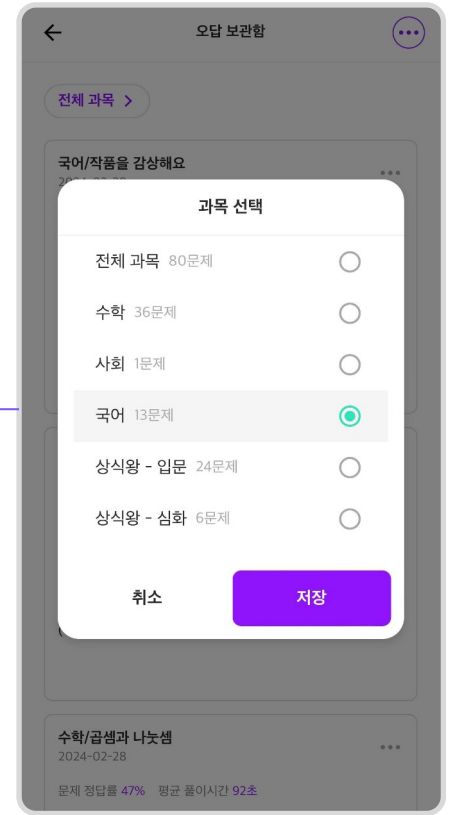 오답 보관함
전체 과목
국어/작품을 감상해요
과목 선택
전체 과목 80문제
수학 36문제
사회 1문제
국어 13문제
상식왕 - 입문 24문제
상식왕 - 심화 6문제
취소 저장
수학/곱셈과 나눗셈
2024-02-28
문제 정답률 47% 평균 풀이시간 92초